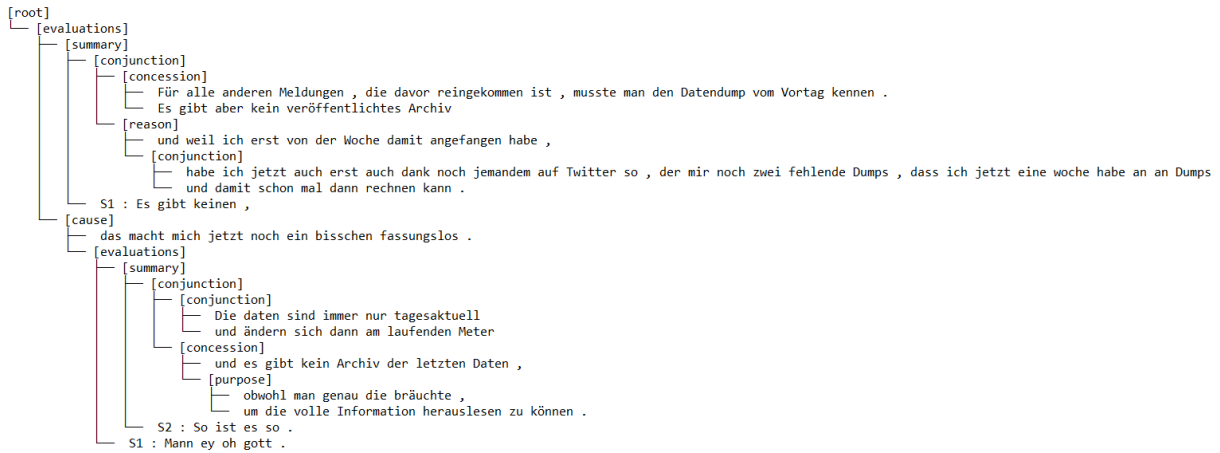 [root]
[evaluations]
[summary]
[conjunction]
[concession]
Für alle anderen Meldungen , die davor reingekommen ist , musste man den Datendump vom Vortag kennen .
Es gibt aber kein veröffentlichtes Archiv
[reason]
und weil ich erst von der Woche damit angefangen habe ,
[conjunction]
habe ich jetzt auch erst auch dank noch jemandem auf Twitter so , der mir noch zwei fehlende Dumps , dass ich jetzt eine woche habe an an Dumps
und damit schon mal dann rechnen kann .
S1 : Es gibt keinen ,
[cause]
das macht mich jetzt noch ein bisschen fassungslos .
[evaluations]
[summary]
[conjunction]
[conjunction]
Die daten sind immer nur tagesaktuell
und ändern sich dann am laufenden Meter
[concession]
und es gibt kein Archiv der letzten Daten ,
[purpose]
obwohl man genau die bräuchte ,
um die volle Information herauslesen zu können .
S2 : So ist es so .
S1 : Mann ey oh gott .